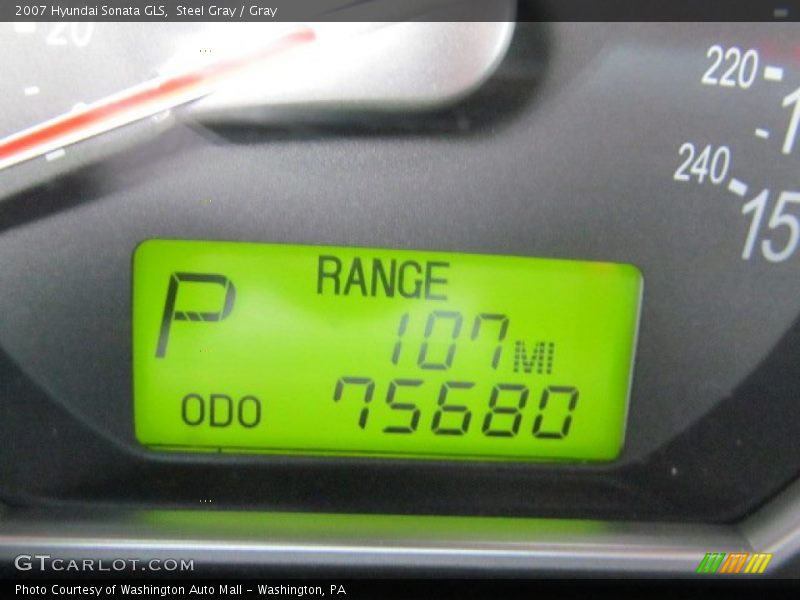 2007 Hyundai Sonata GLS, Steel Gray / Gray
20
220
240
15
P
RANGE
107 MI
ODO 75680
GTCARLOT.COM
Photo Courtesy of Washington Auto Mall - Washington, PA